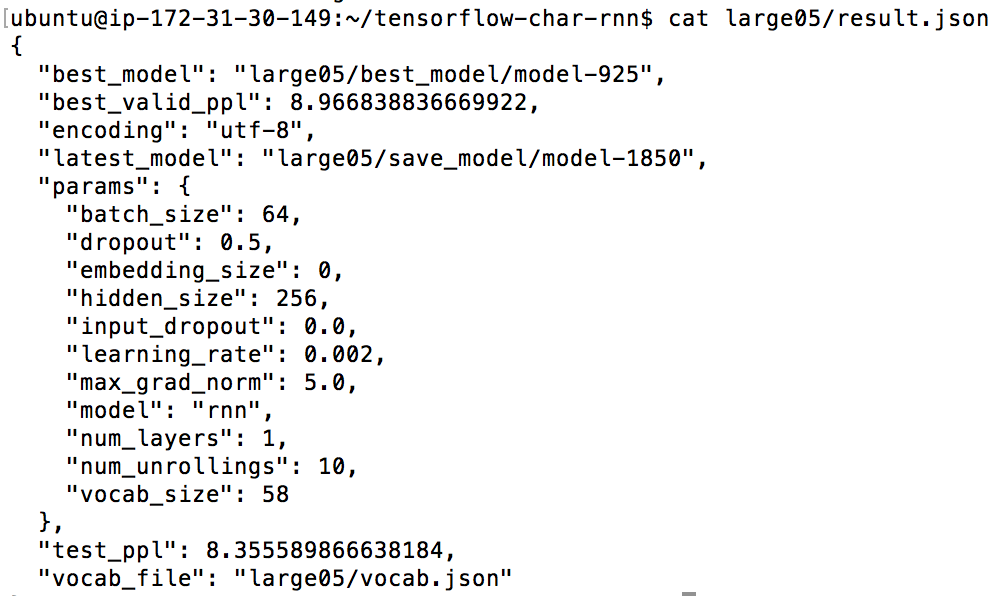 [ubuntu@ip-172-31-30-149:~/tensorflow-char-rnn$ cat large05/result.json
{
  "best_model": "large05/best_model/model-925",
  "best_valid_ppl": 8.966838836669922,
  "encoding": "utf-8",
  "latest_model": "large05/save_model/model-1850",
  "params": {
    "batch_size": 64,
    "dropout": 0.5,
    "embedding_size": 0,
    "hidden_size": 256,
    "input_dropout": 0.0,
    "learning_rate": 0.002,
    "max_grad_norm": 5.0,
    "model": "rnn",
    "num_layers": 1,
    "num_unrollings": 10,
    "vocab_size": 58
  },
  "test_ppl": 8.355589866638184,
  "vocab_file": "large05/vocab.json"